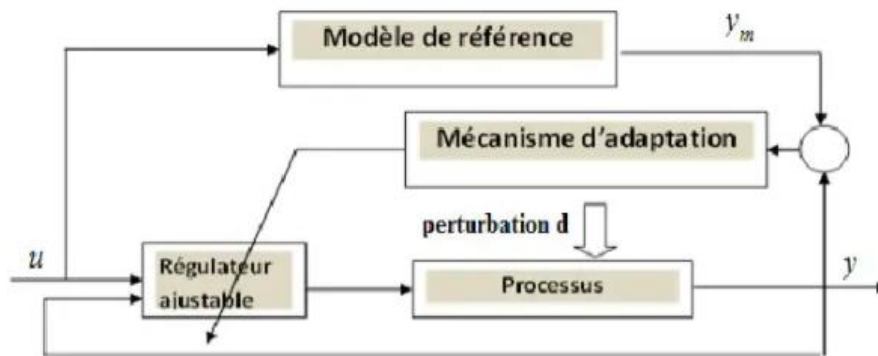 Modèle de référence
y_m
Mécanisme d'adaptation
perturbation d
u
Régulateur
ajustable
Processus
y